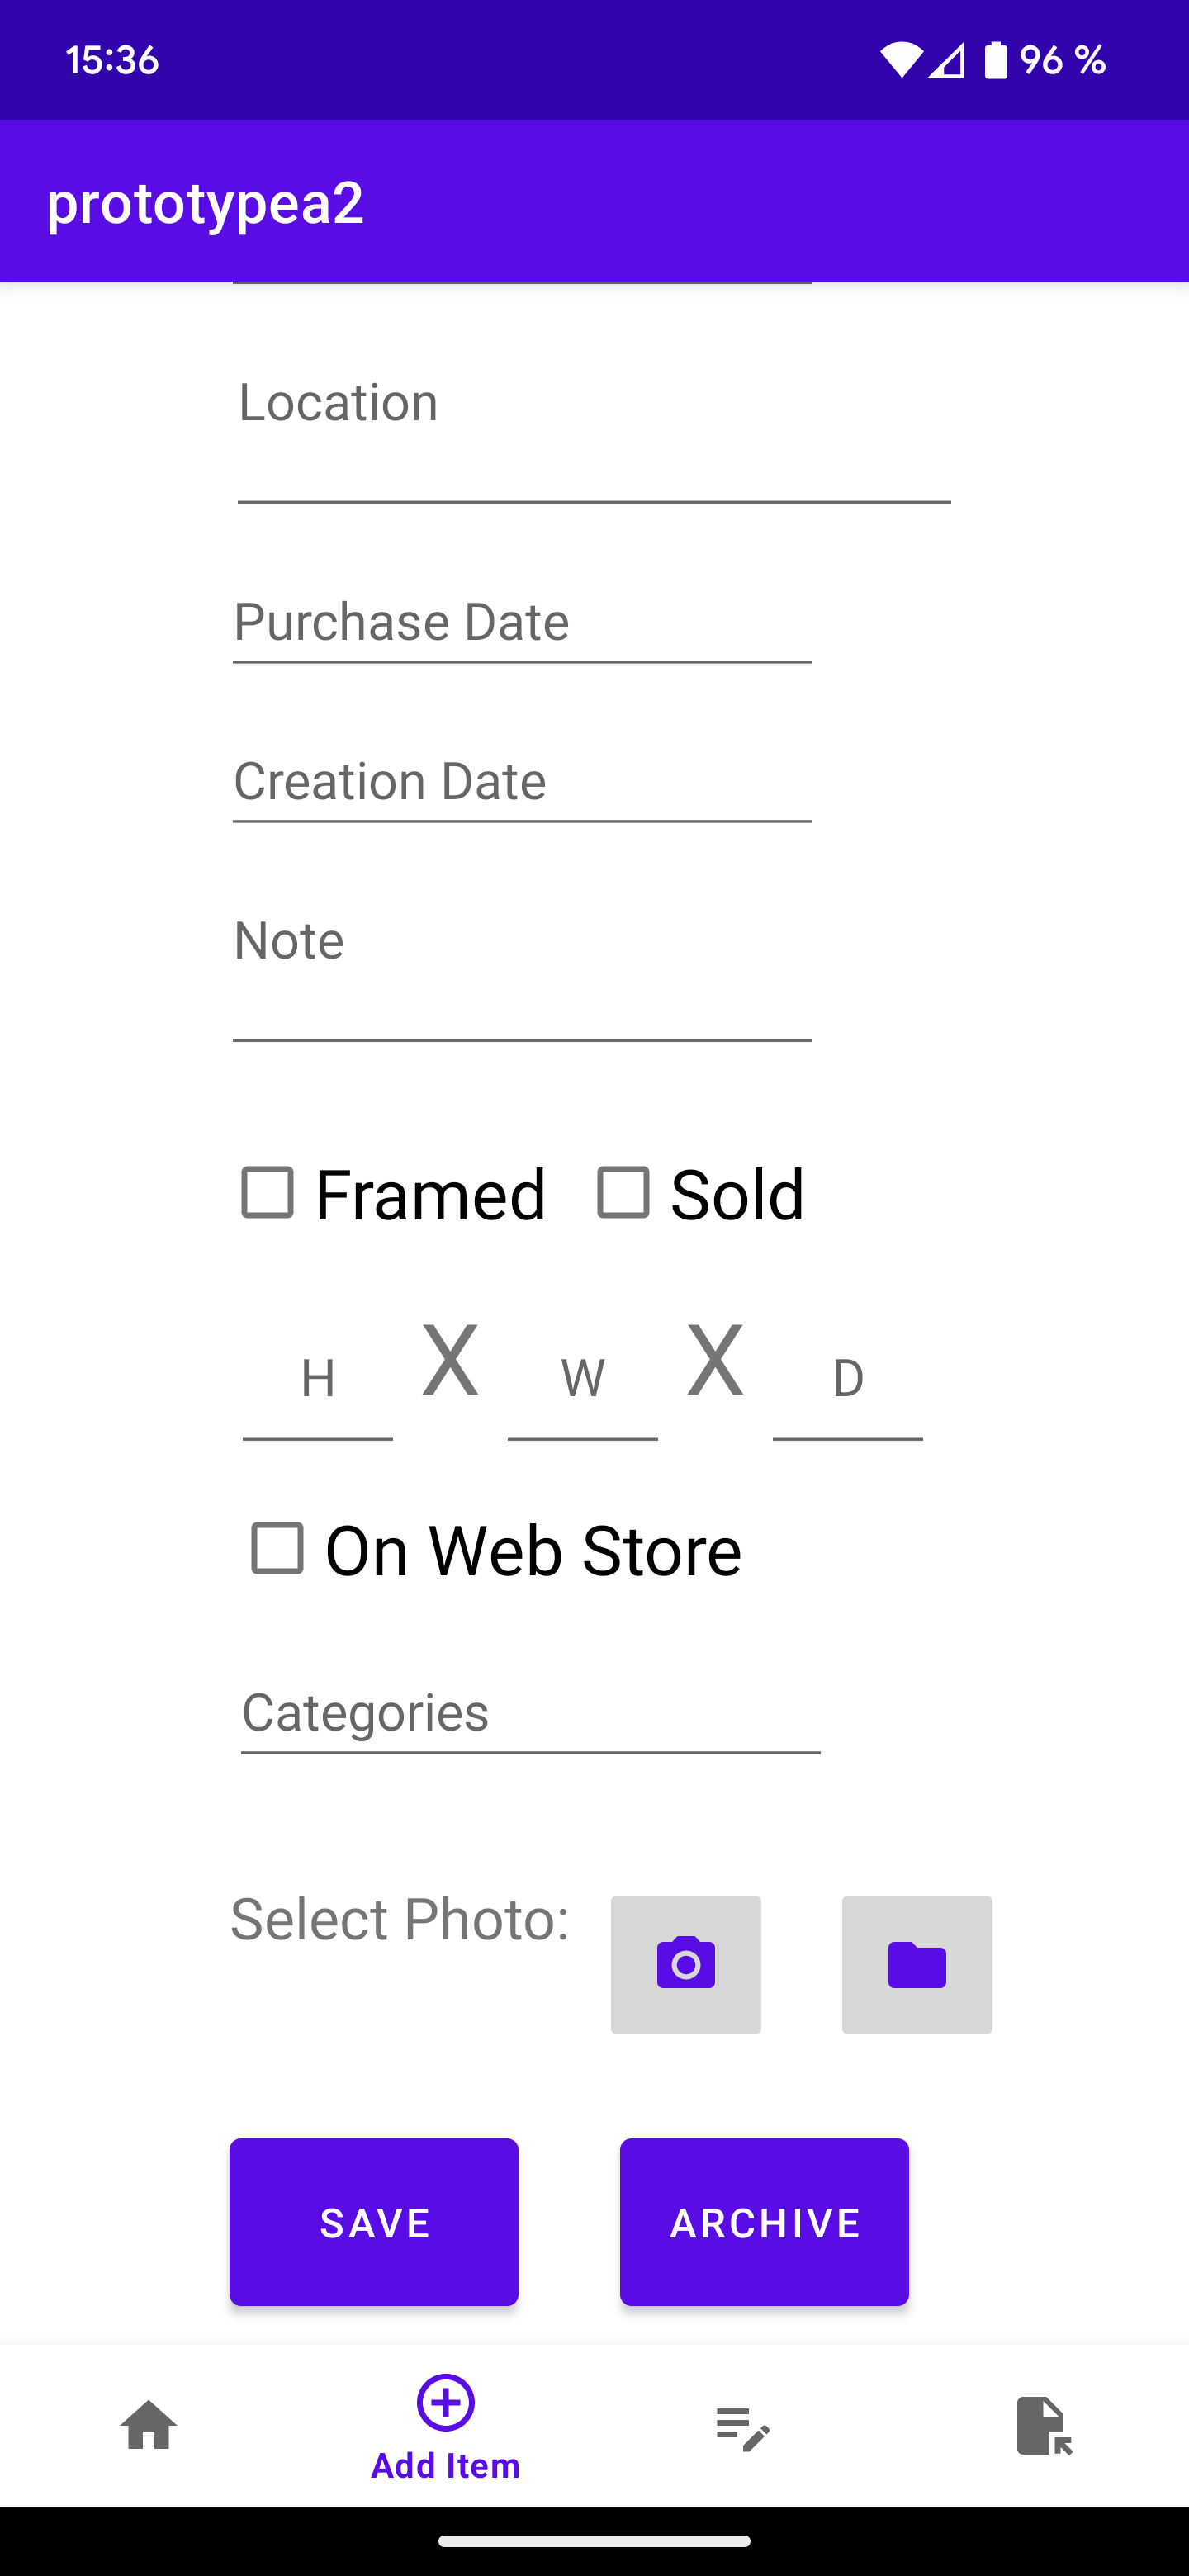 15:36 96 %
prototypea2
Location
Purchase Date
Creation Date
Note
Framed Sold
H X W X D
On Web Store
Categories
Select Photo:
SAVE ARCHIVE
Add Item